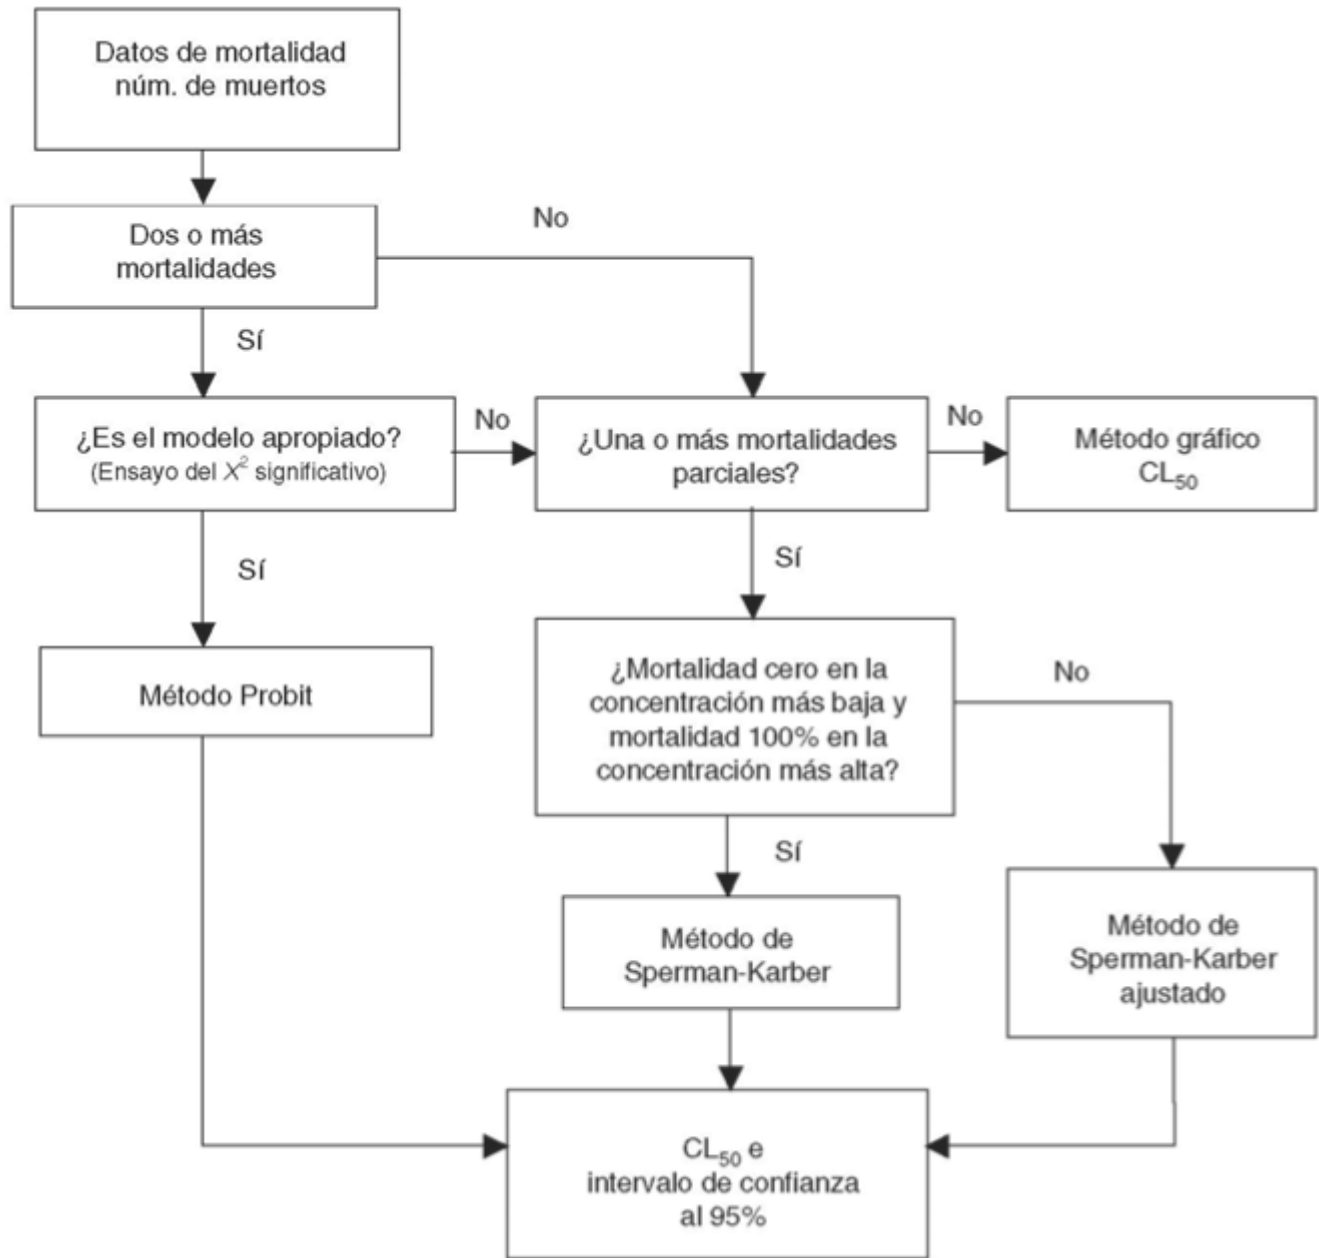 Datos de mortalidad
núm. de muertos
Dos o más
mortalidades
No
Sí
¿Es el modelo apropiado?
(Ensayo del X² significativo)
No
¿Una o más mortalidades
parciales?
No
Método gráfico
CL₅₀
Sí
Sí
Método Probit
¿Mortalidad cero en la
concentración más baja y
mortalidad 100% en la
concentración más alta?
No
Sí
Método de
Sperman-Karber
Método de
Sperman-Karber
ajustado
CL₅₀ e
intervalo de confianza
al 95%